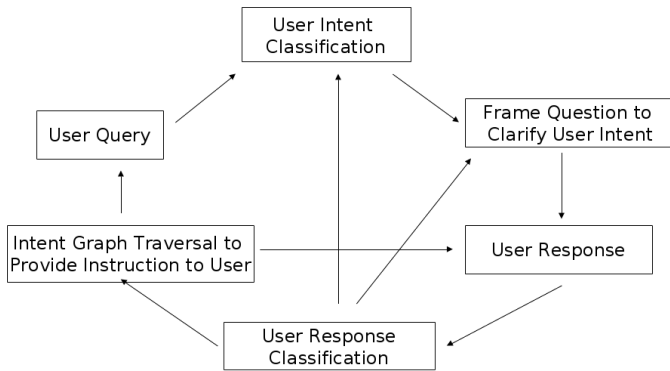 User Intent
Classification
Frame Question to
Clarify User Intent
User Query
Intent Graph Traversal to
Provide Instruction to User
User Response
User Response
Classification